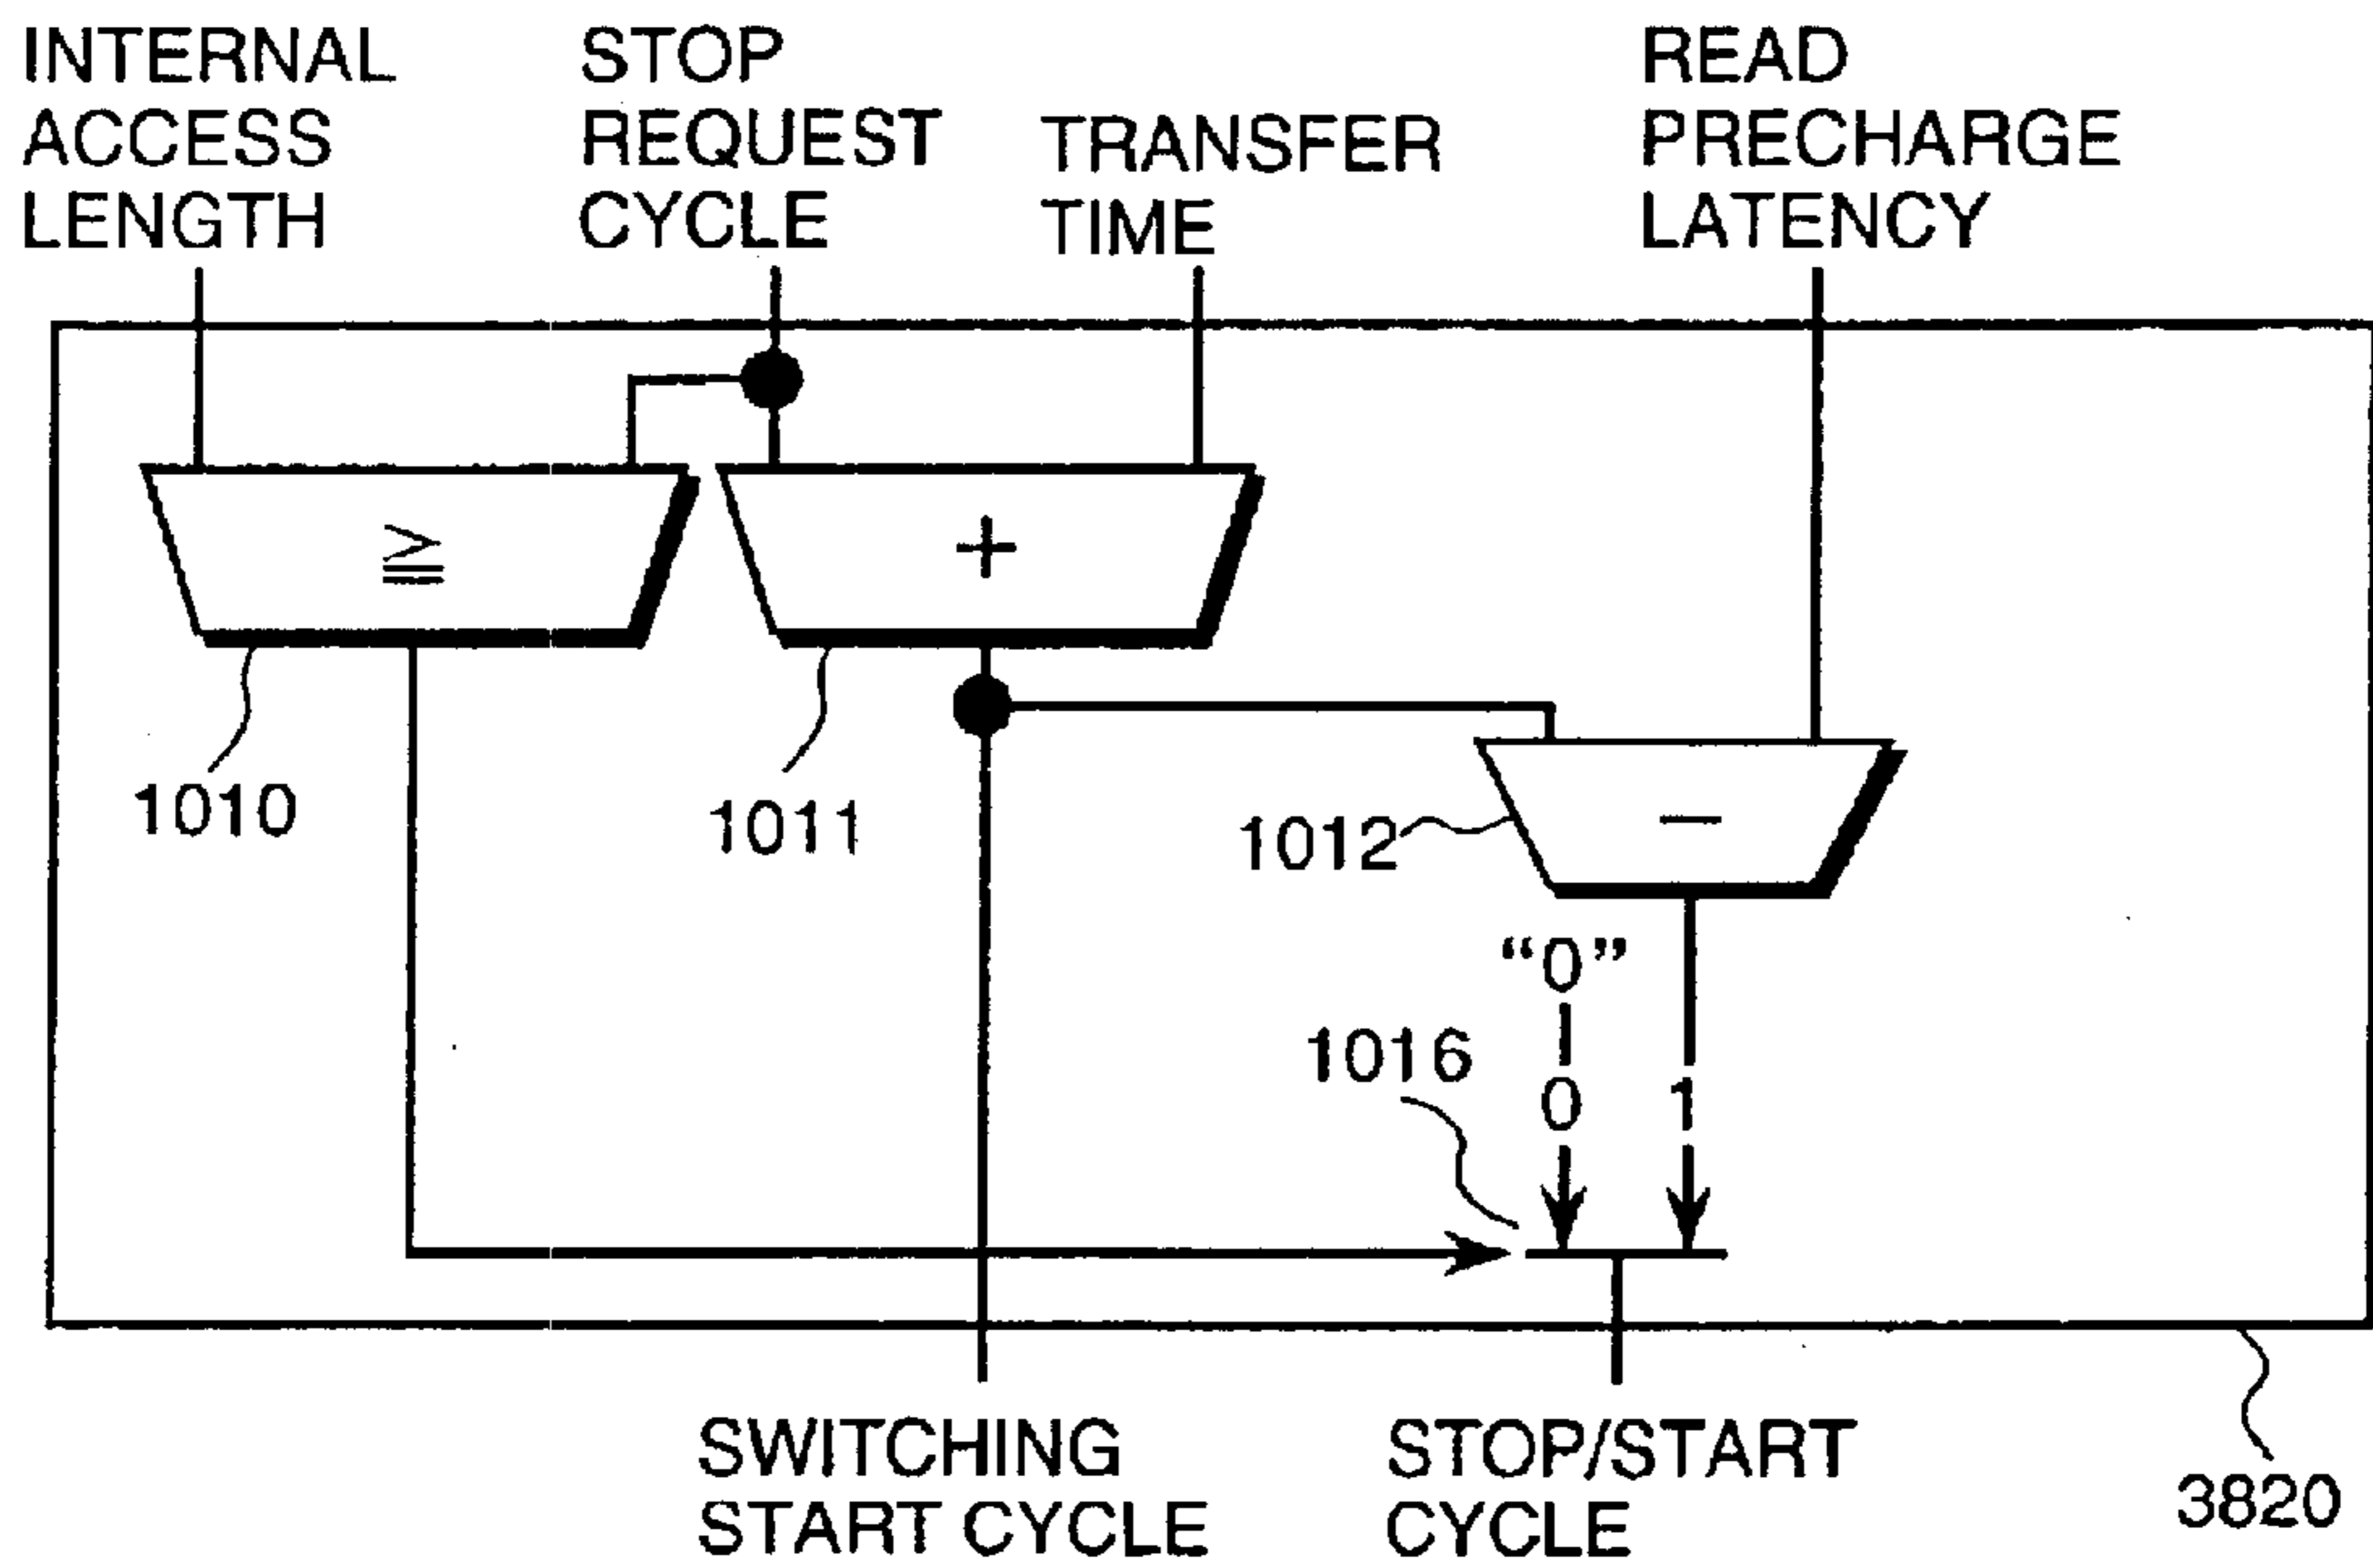 INTERNAL
ACCESS
LENGTH
STOP
REQUEST
CYCLE
TRANSFER
TIME
READ
PRECHARGE
LATENCY
≧
+
1010
1011
1012
−
“0”
1016
0
1
SWITCHING
START CYCLE
STOP/START
CYCLE
3820